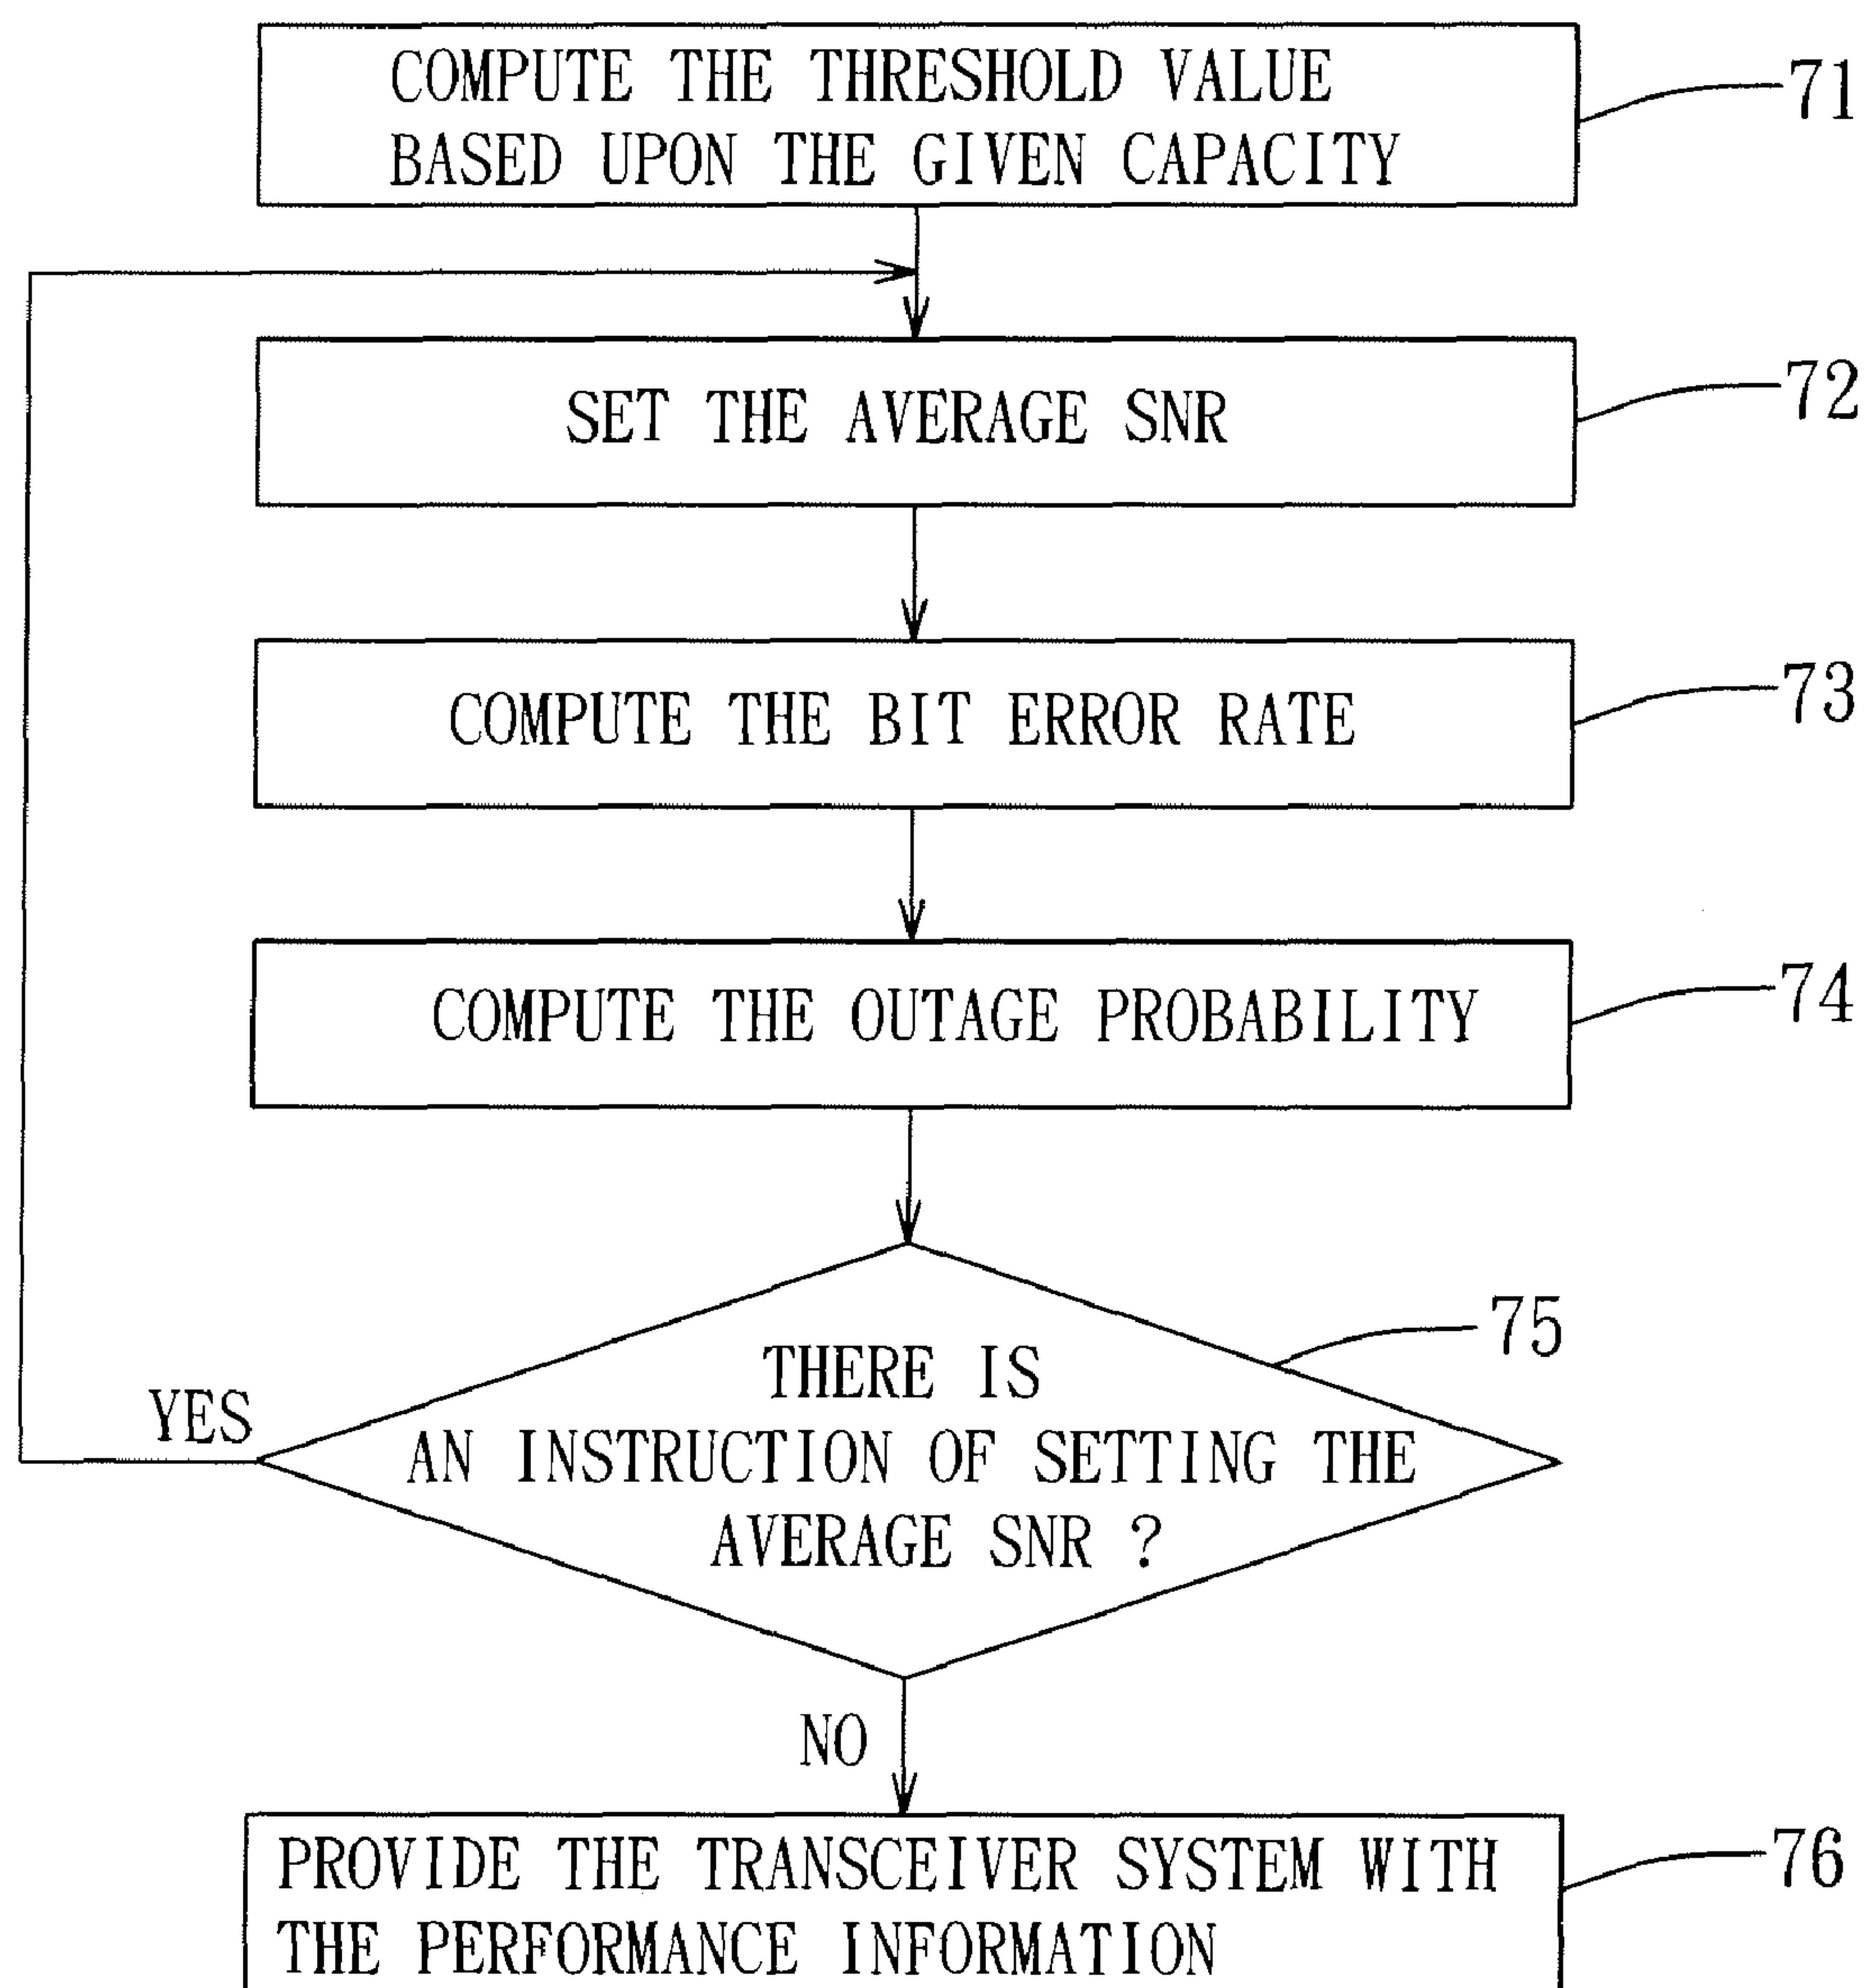 COMPUTE THE THRESHOLD VALUE
BASED UPON THE GIVEN CAPACITY
71
SET THE AVERAGE SNR
72
COMPUTE THE BIT ERROR RATE
73
COMPUTE THE OUTAGE PROBABILITY
74
75
THERE IS
AN INSTRUCTION OF SETTING THE
AVERAGE SNR ?
YES
NO
PROVIDE THE TRANSCEIVER SYSTEM WITH
THE PERFORMANCE INFORMATION
76